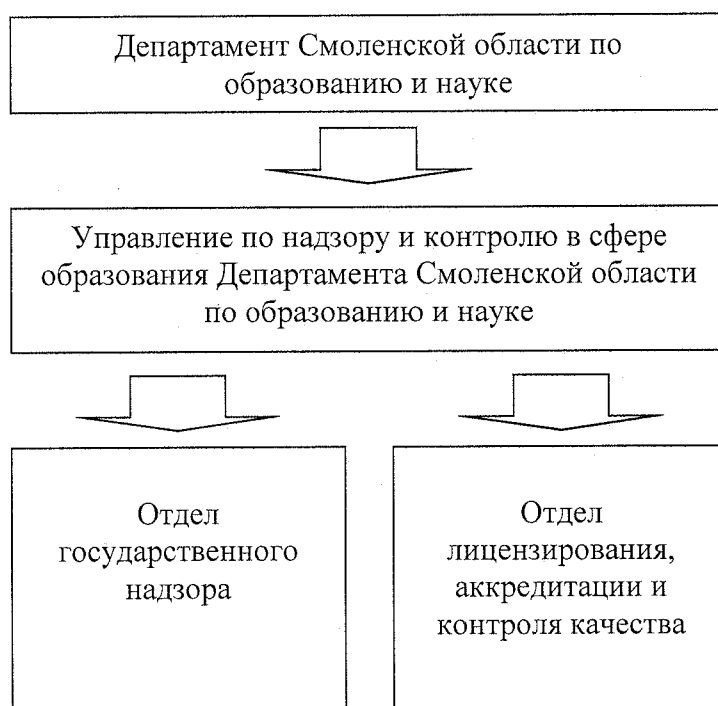 Департамент Смоленской области по
образованию и науке
Управление по надзору и контролю в сфере
образования Департамента Смоленской области
по образованию и науке
Отдел
государственного
надзора
Отдел
лицензирования,
аккредитации и
контроля качества